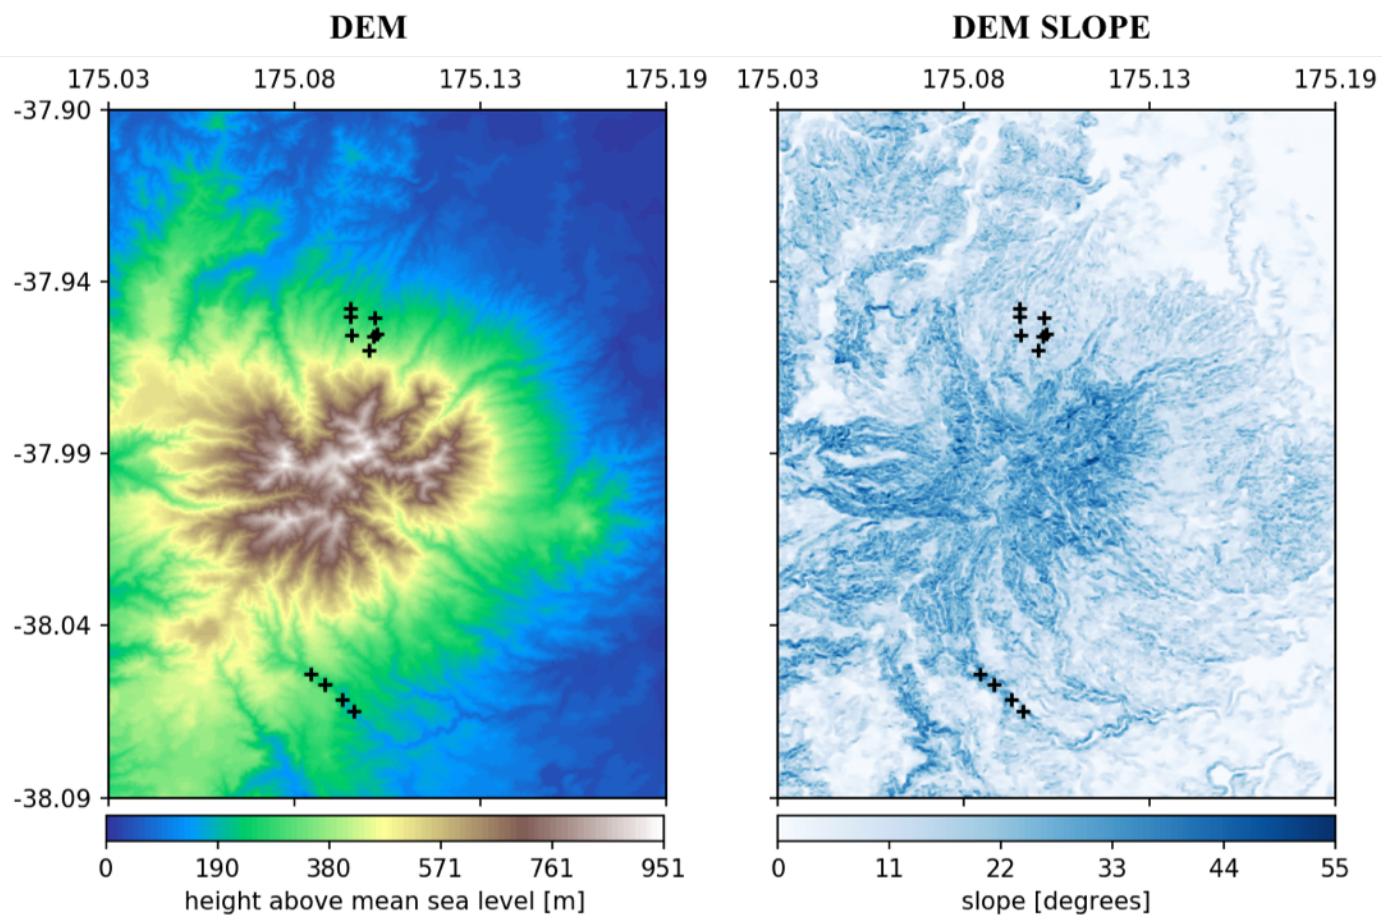 DEM DEM SLOPE
175.03 175.08 175.13 175.19 175.03 175.08 175.13 175.19
-37.90
-37.94
-37.99
-38.04
-38.09
0 190 380 571 761 951 0 11 22 33 44 55
height above mean sea level [m] slope [degrees]